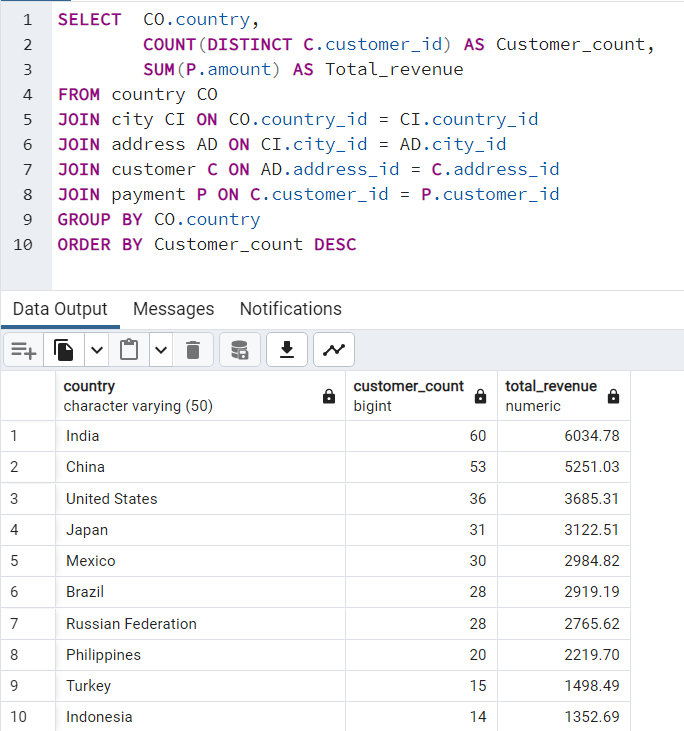 1 SELECT CO.country,
2 COUNT(DISTINCT C.customer_id) AS Customer_count,
3 SUM(P.amount) AS Total_revenue
4 FROM country CO
5 JOIN city CI ON CO.country_id = CI.country_id
6 JOIN address AD ON CI.city_id = AD.city_id
7 JOIN customer C ON AD.address_id = C.address_id
8 JOIN payment P ON C.customer_id = P.customer_id
9 GROUP BY CO.country
10 ORDER BY Customer_count DESC
Data Output Messages Notifications
country customer_count total_revenue
character varying (50) bigint numeric
1 India 60 6034.78
2 China 53 5251.03
3 United States 36 3685.31
4 Japan 31 3122.51
5 Mexico 30 2984.82
6 Brazil 28 2919.19
7 Russian Federation 28 2765.62
8 Philippines 20 2219.70
9 Turkey 15 1498.49
10 Indonesia 14 1352.69